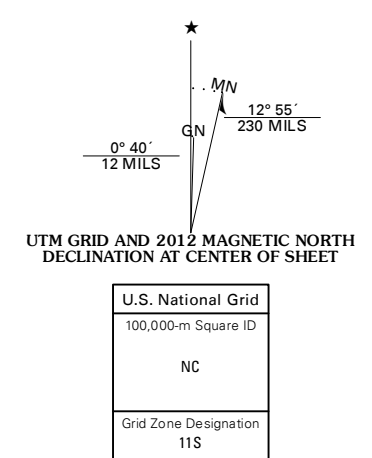 ★
MN
GN
12° 55´
230 MILS
0° 40´
12 MILS
UTM GRID AND 2012 MAGNETIC NORTH
DECLINATION AT CENTER OF SHEET
U.S. National Grid
100,000-m Square ID
NC
Grid Zone Designation
11S